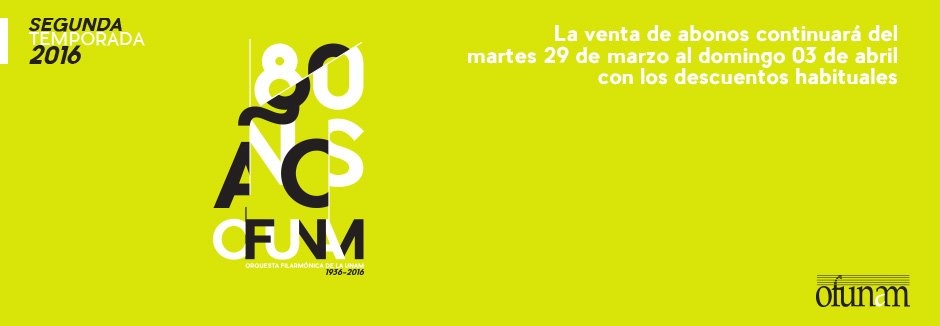 SEGUNDA
TEMPORADA
2016
80
AÑOS
OFUNAM
ORQUESTA FILARMÓNICA DE LA UNAM
1936-2016
La venta de abonos continuará del
martes 29 de marzo al domingo 03 de abril
con los descuentos habituales
ofunam